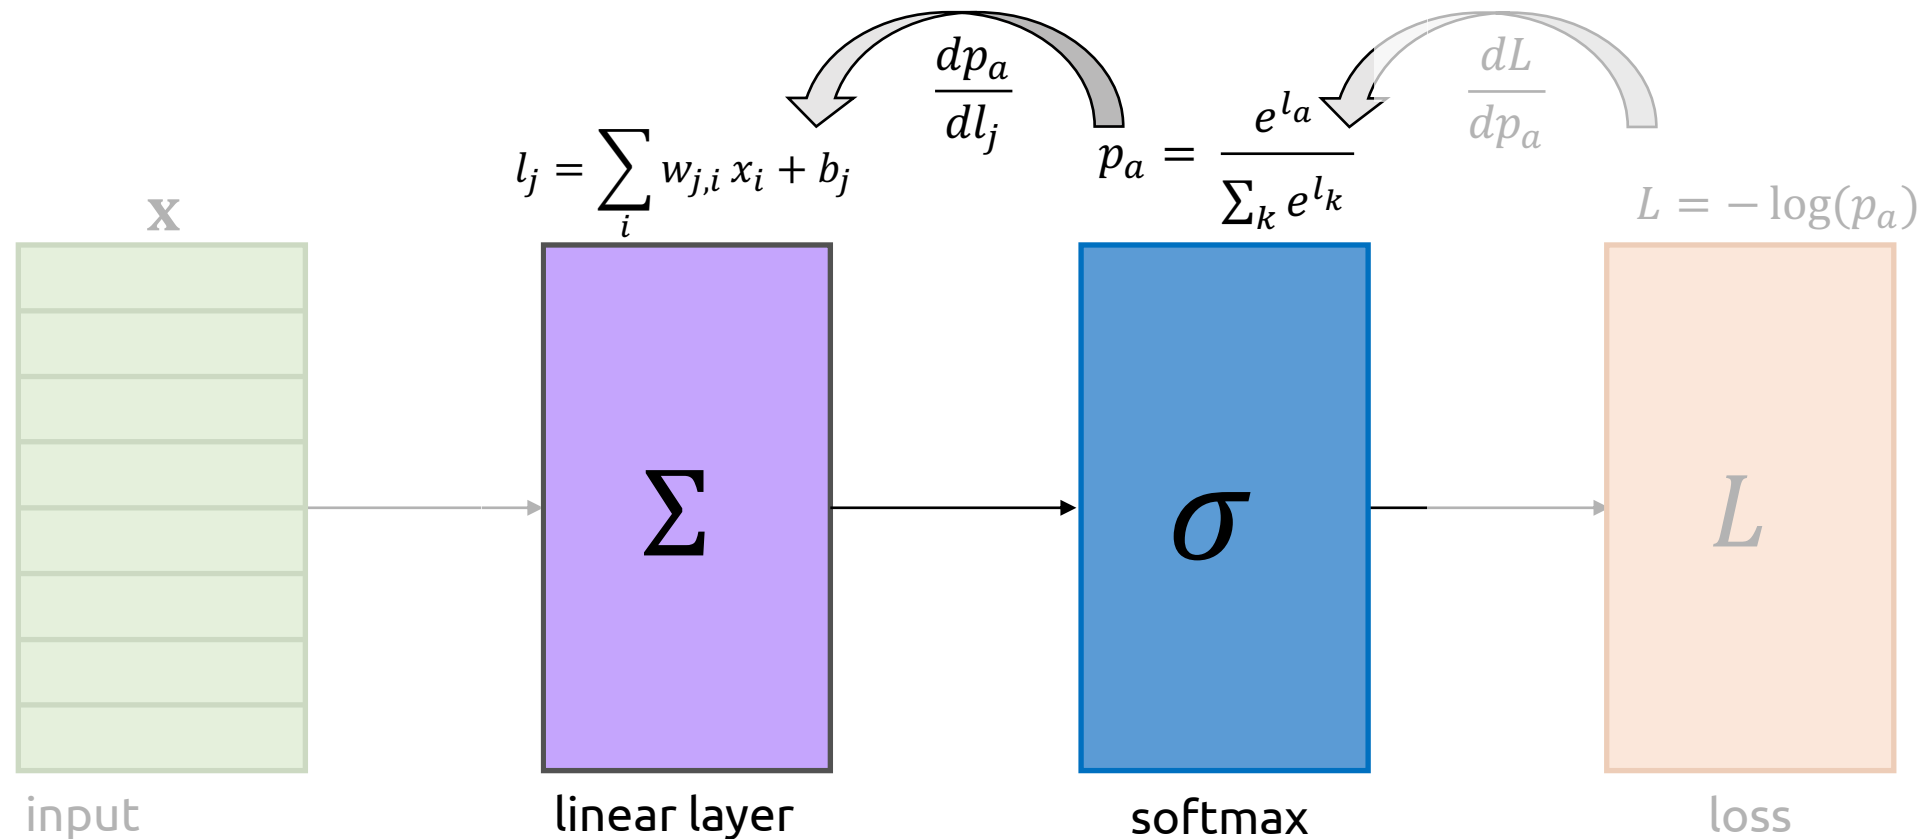 x
l_j = ∑_i w_{j,i} x_i + b_j
dp_a / dl_j
p_a = e^{l_a} / ∑_k e^{l_k}
dL / dp_a
L = − log(p_a)
Σ
σ
L
input
linear layer
softmax
loss